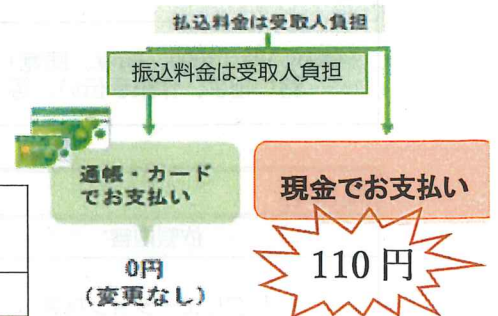 払込料金は受取人負担
振込料金は受取人負担
通帳・カード
でお支払い
現金でお支払い
0円
(変更なし)
110円